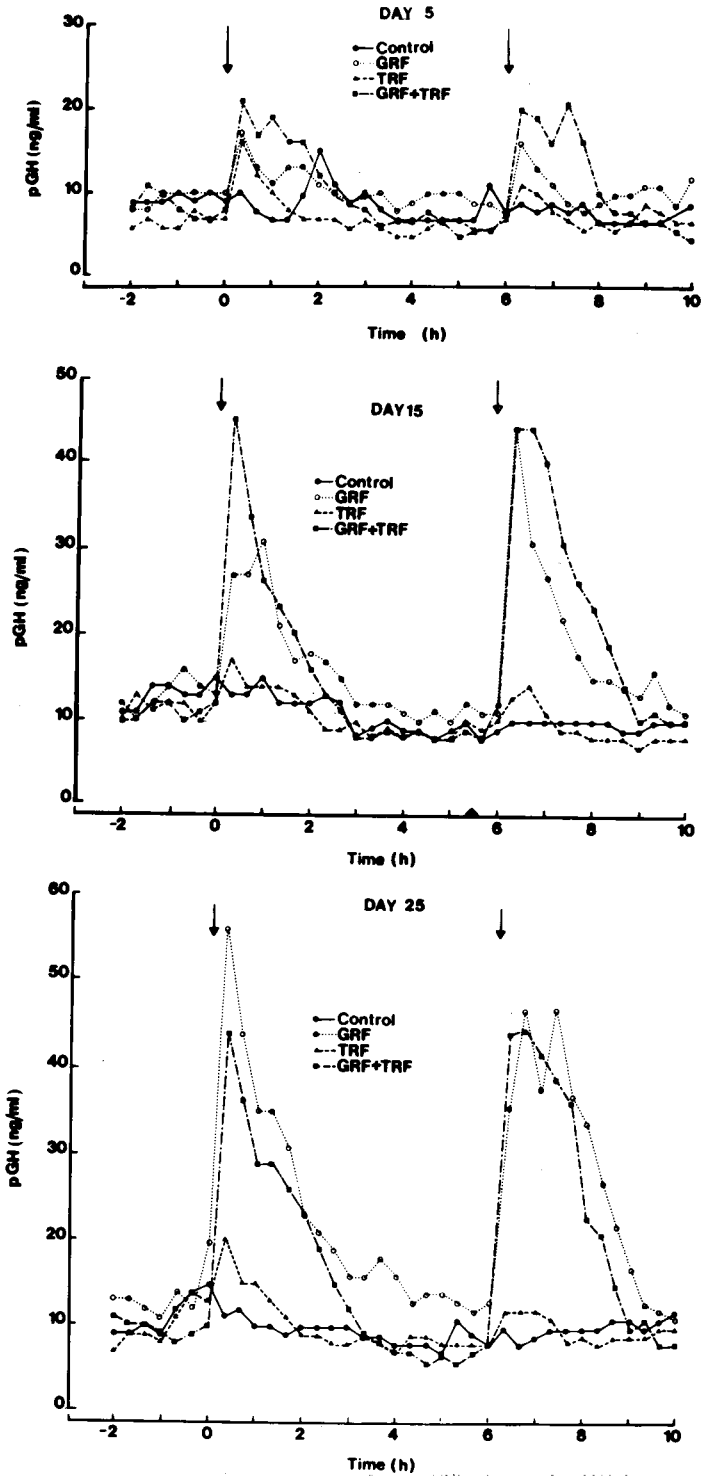 DAY 5
30
Control
GRF
TRF
GRF+TRF
20
10
0
pGH (ng/ml)
-2 0 2 4 6 8 10
Time (h)
50
DAY 15
40
Control
GRF
TRF
GRF+TRF
30
20
10
0
pGH (ng/ml)
-2 0 2 4 6 8 10
Time (h)
60
DAY 25
50
Control
GRF
TRF
GRF+TRF
40
30
20
10
0
pGH (ng/ml)
-2 0 2 4 6 8 10
Time (h)